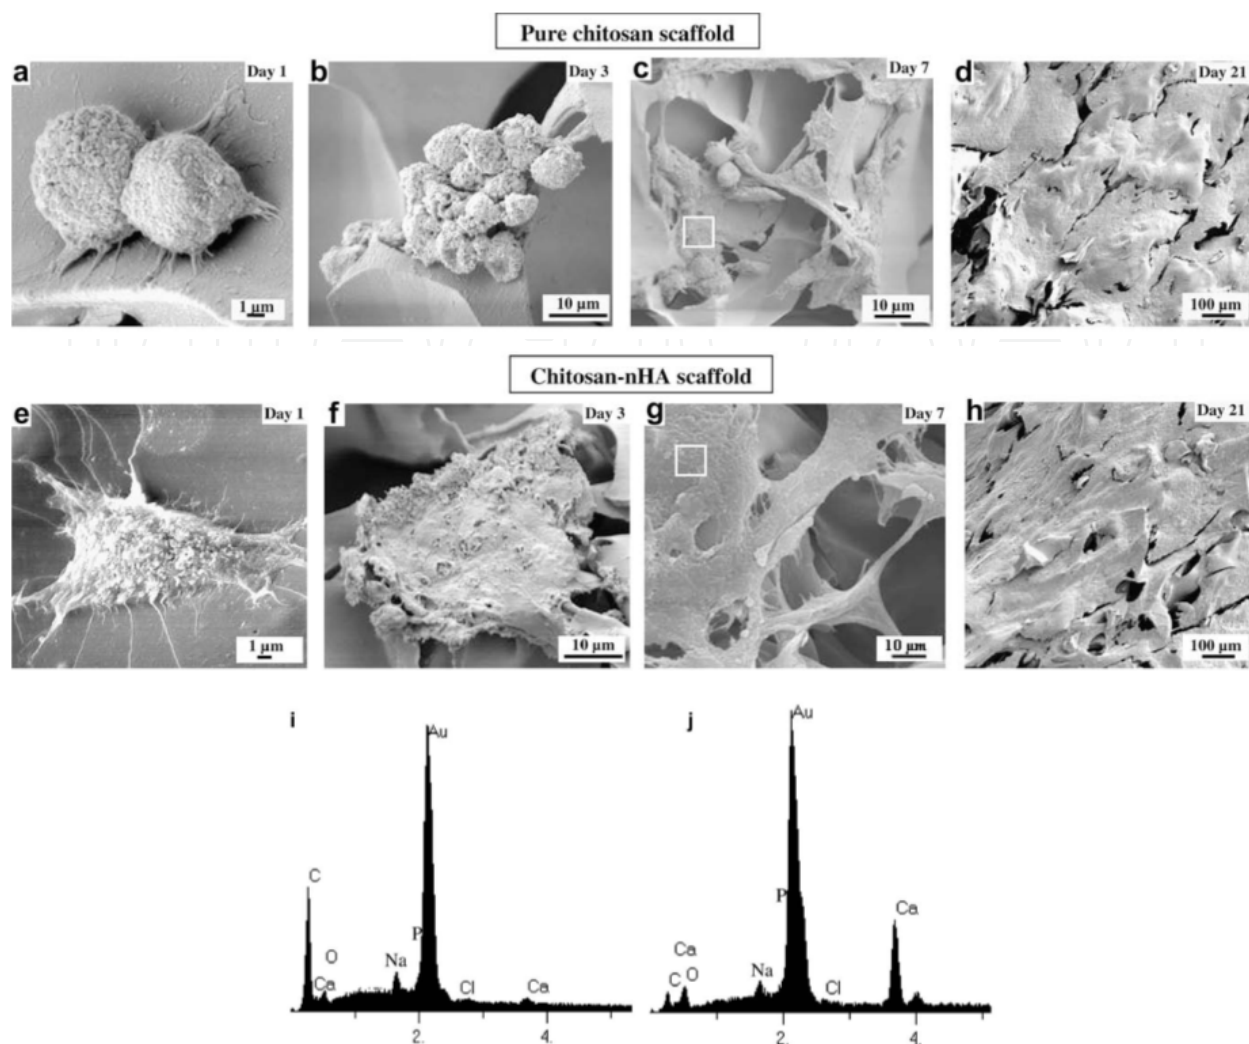 Pure chitosan scaffold
a Day 1
b Day 3
c Day 7
d Day 21
1 µm
10 µm
10 µm
100 µm
Chitosan-nHA scaffold
e Day 1
f Day 3
g Day 7
h Day 21
1 µm
10 µm
10 µm
100 µm
i
Au
C
O
Ca
Na
P
Cl
Ca
2.
4.
j
Au
P
Ca
Ca
C
O
Na
Cl
2.
4.